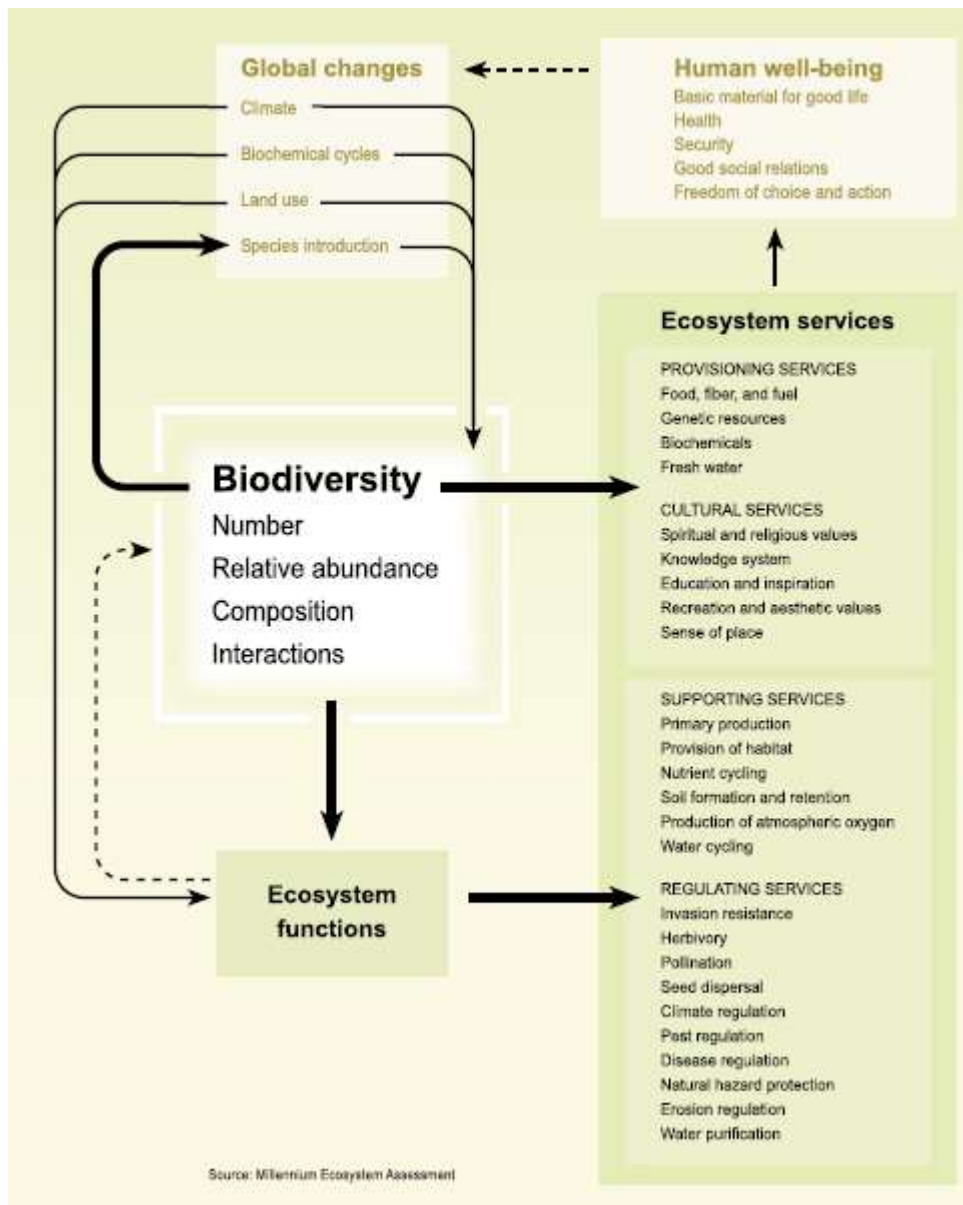 Global changes
Climate
Biochemical cycles
Land use
Species introduction
Human well-being
Basic material for good life
Health
Security
Good social relations
Freedom of choice and action
Biodiversity
Number
Relative abundance
Composition
Interactions
Ecosystem
functions
Ecosystem services
PROVISIONING SERVICES
Food, fiber, and fuel
Genetic resources
Biochemicals
Fresh water
CULTURAL SERVICES
Spiritual and religious values
Knowledge system
Education and inspiration
Recreation and aesthetic values
Sense of place
SUPPORTING SERVICES
Primary production
Provision of habitat
Nutrient cycling
Soil formation and retention
Production of atmospheric oxygen
Water cycling
REGULATING SERVICES
Invasion resistance
Herbivory
Pollination
Seed dispersal
Climate regulation
Pest regulation
Disease regulation
Natural hazard protection
Erosion regulation
Water purification
Source: Millennium Ecosystem Assessment